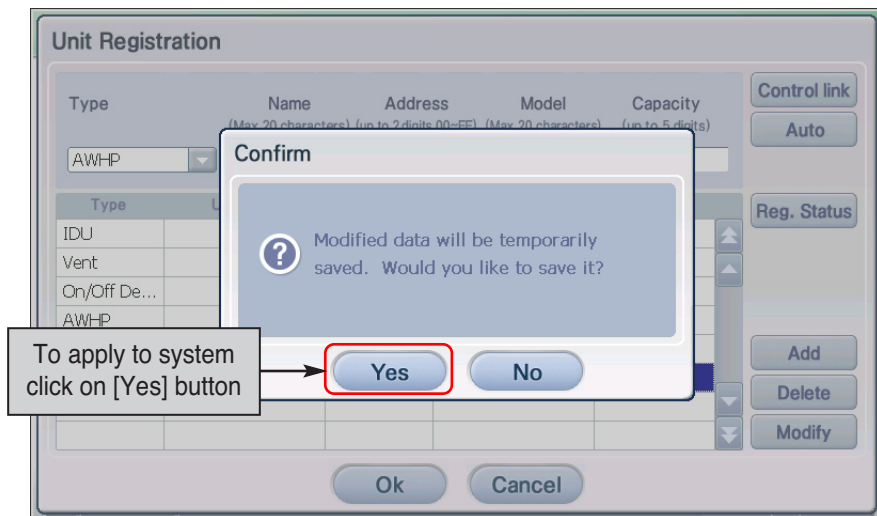 Unit Registration
Type Name Address Model Capacity
(Max 20 characters) (up to 2 digits 00~FF) (Max 20 characters) (up to 5 digits)
Control link
Auto
AWHP
Confirm
Type
Reg. Status
IDU
Vent
On/Off De...
AWHP
Modified data will be temporarily
saved. Would you like to save it?
To apply to system
click on [Yes] button
Yes No
Add
Delete
Modify
Ok Cancel